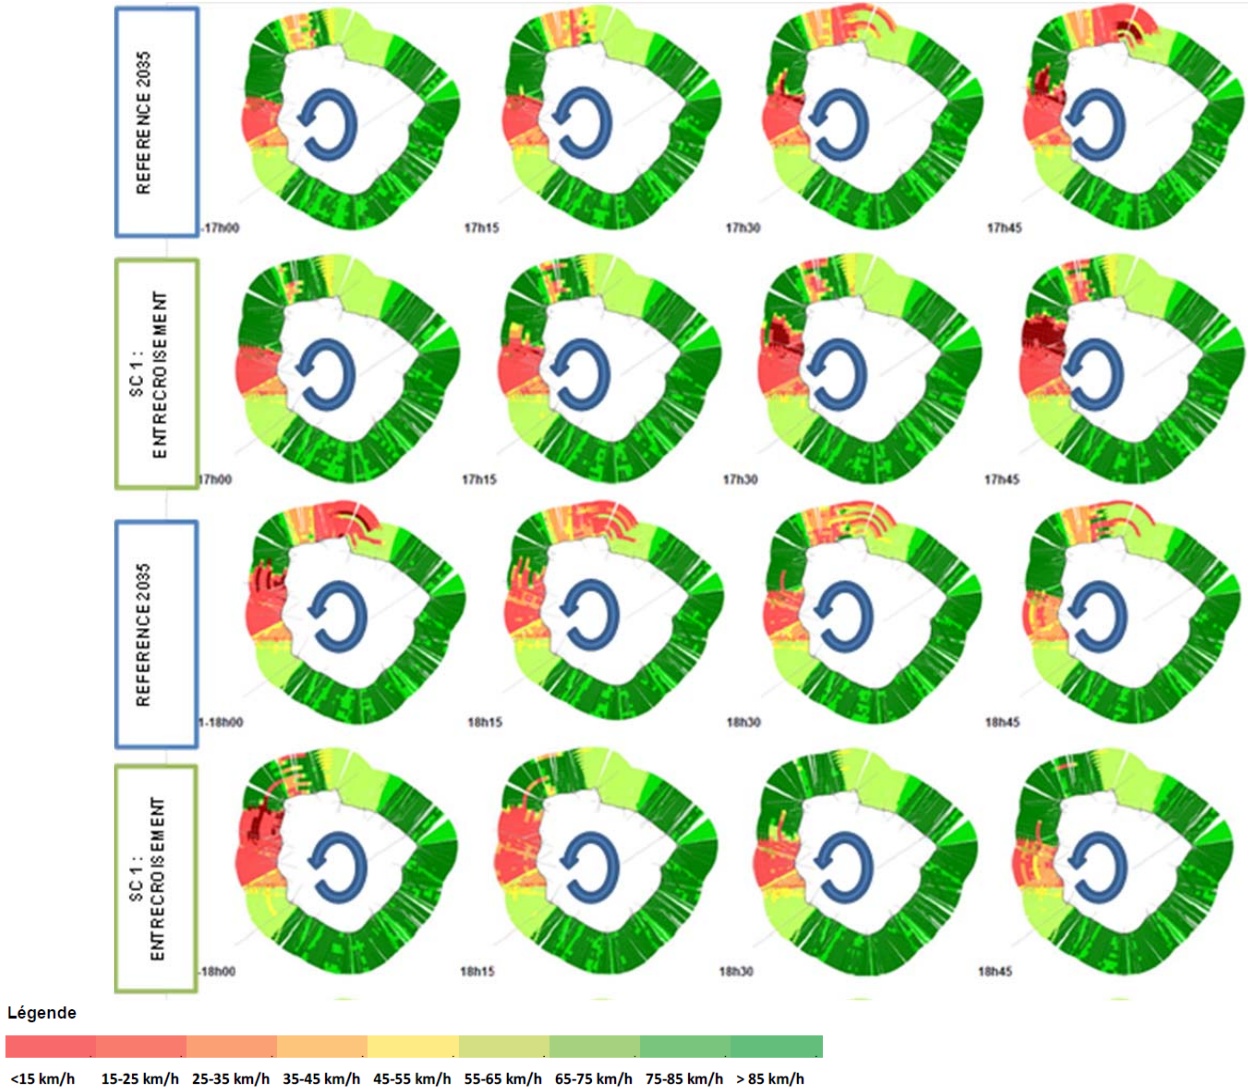 REFERENCE 2035
-17h00
17h15
17h30
17h45
SC 1 :
ENTRECROISEMENT
17h00
17h15
17h30
17h45
REFERENCE 2035
1-18h00
18h15
18h30
18h45
SC 1 :
ENTRECROISEMENT
-18h00
18h15
18h30
18h45
Légende
<15 km/h 15-25 km/h 25-35 km/h 35-45 km/h 45-55 km/h 55-65 km/h 65-75 km/h 75-85 km/h > 85 km/h